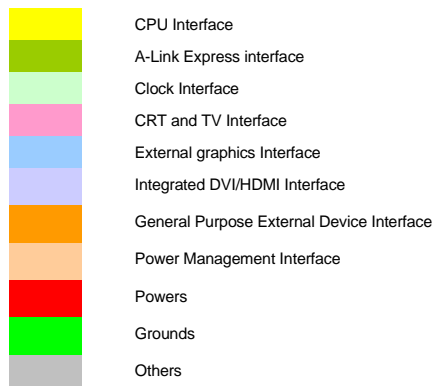 CPU Interface
A-Link Express interface
Clock Interface
CRT and TV Interface
External graphics Interface
Integrated DVI/HDMI Interface
General Purpose External Device Interface
Power Management Interface
Powers
Grounds
Others